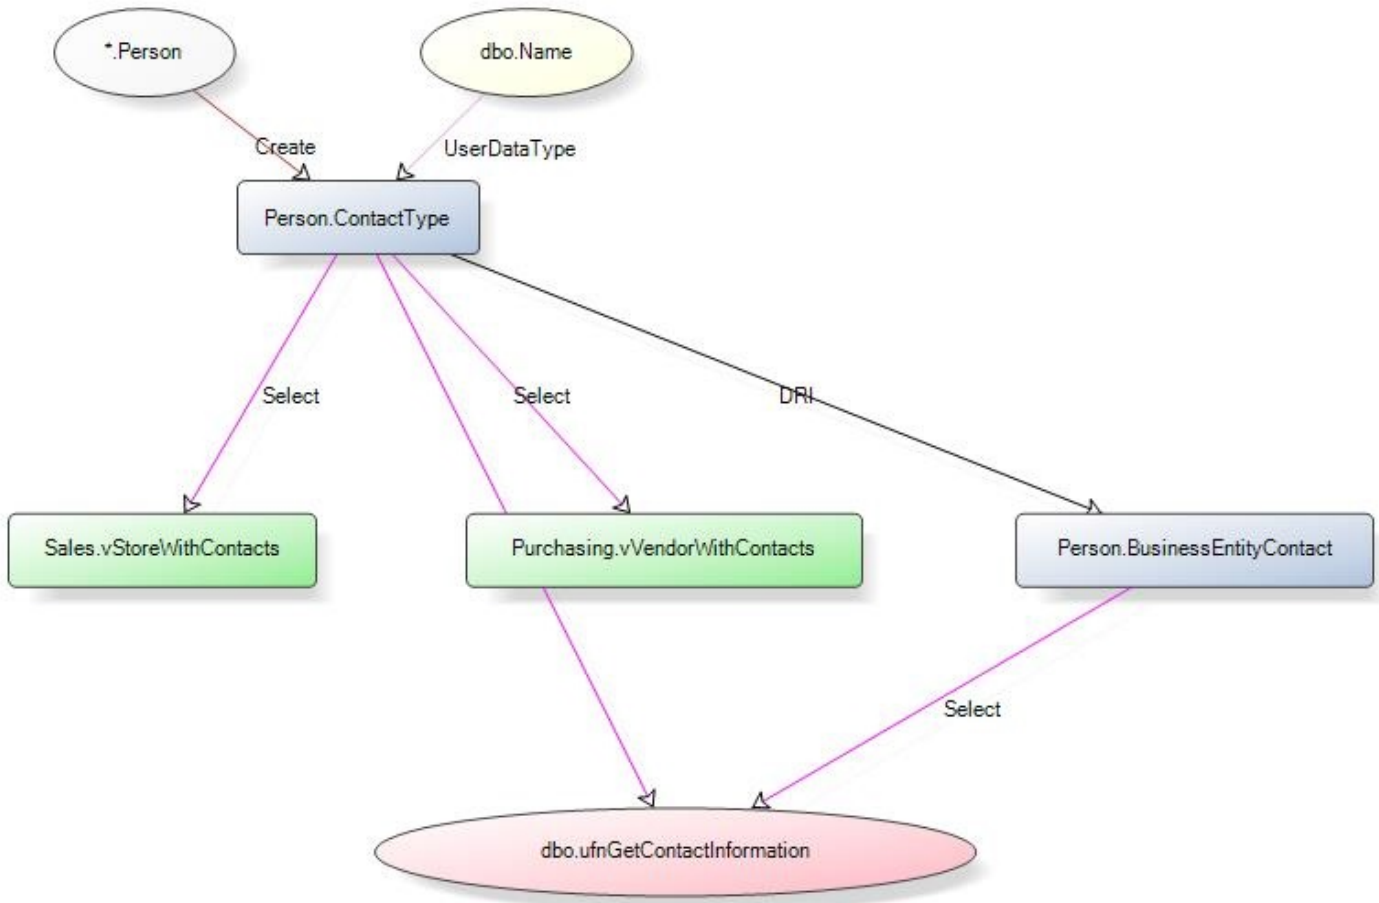 *.Person
dbo.Name
Create
UserDataType
Person.ContactType
Select
Select
DRI
Sales.vStoreWithContacts
Purchasing.vVendorWithContacts
Person.BusinessEntityContact
Select
dbo.ufnGetContactInformation